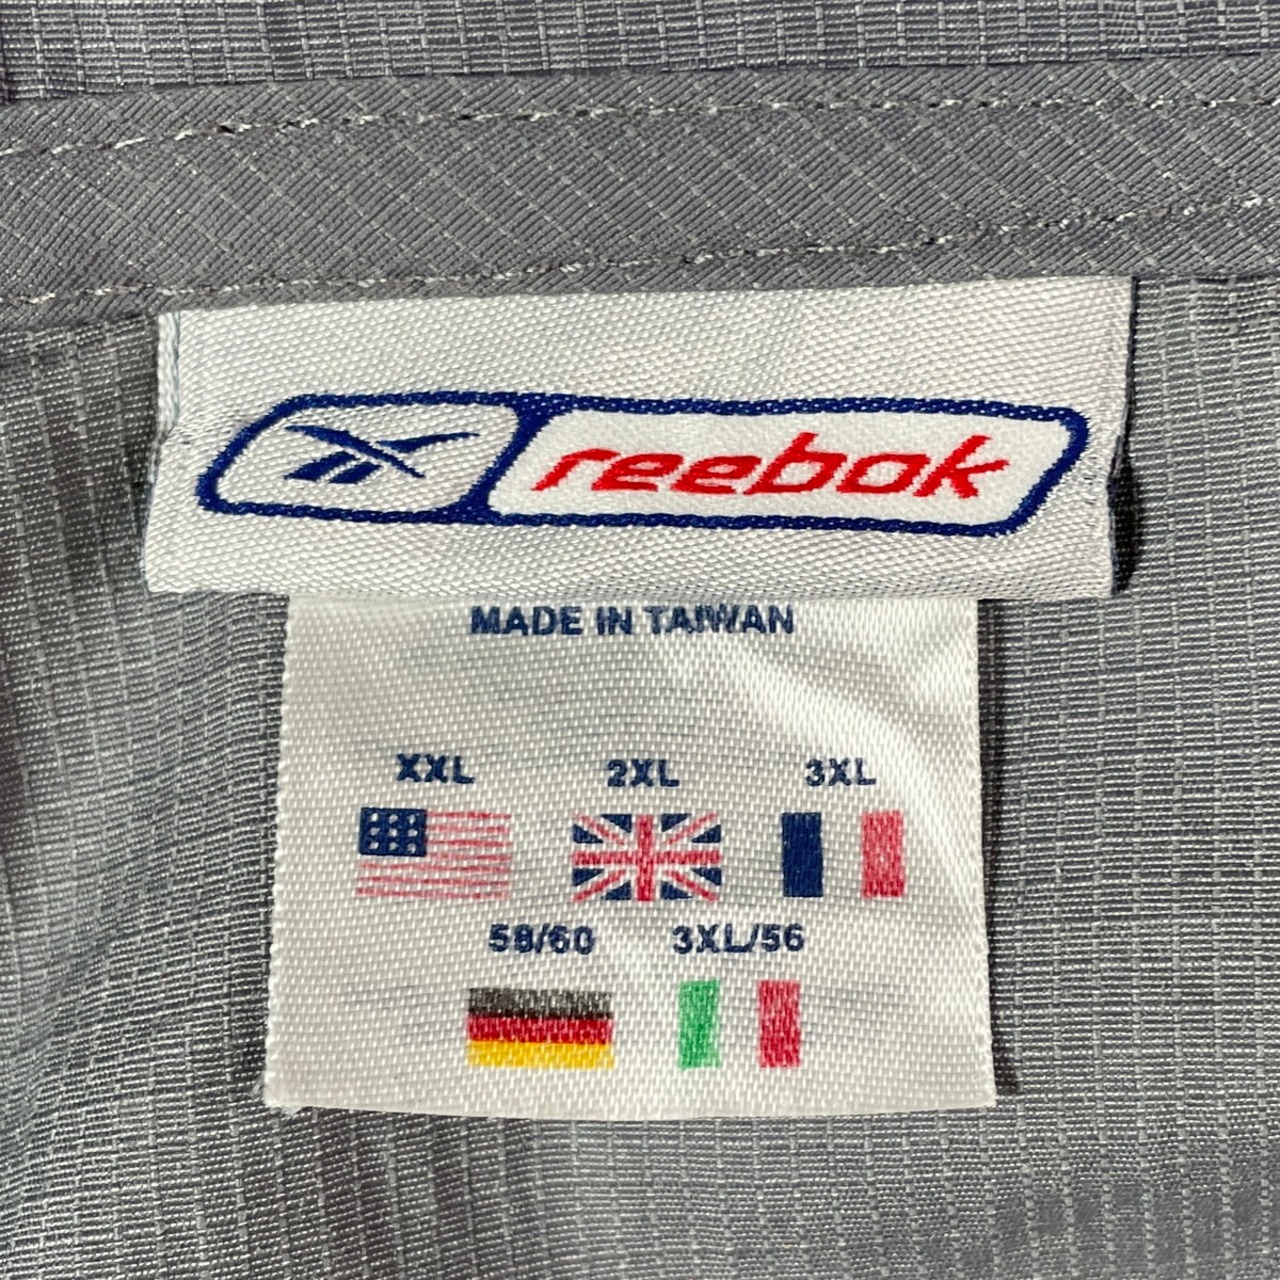 reebok
MADE IN TAIWAN
XXL 2XL 3XL
58/60 3XL/56